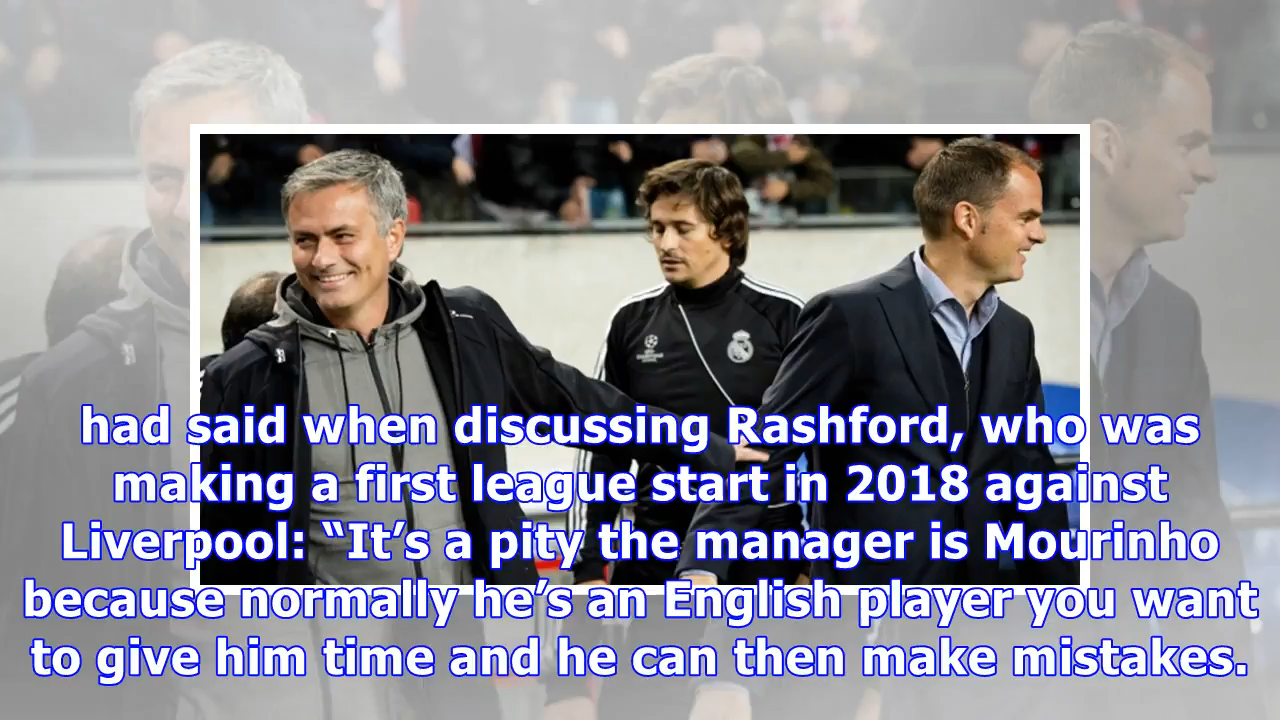 had said when discussing Rashford, who was
making a first league start in 2018 against
Liverpool: “It’s a pity the manager is Mourinho
because normally he’s an English player you want
to give him time and he can then make mistakes.